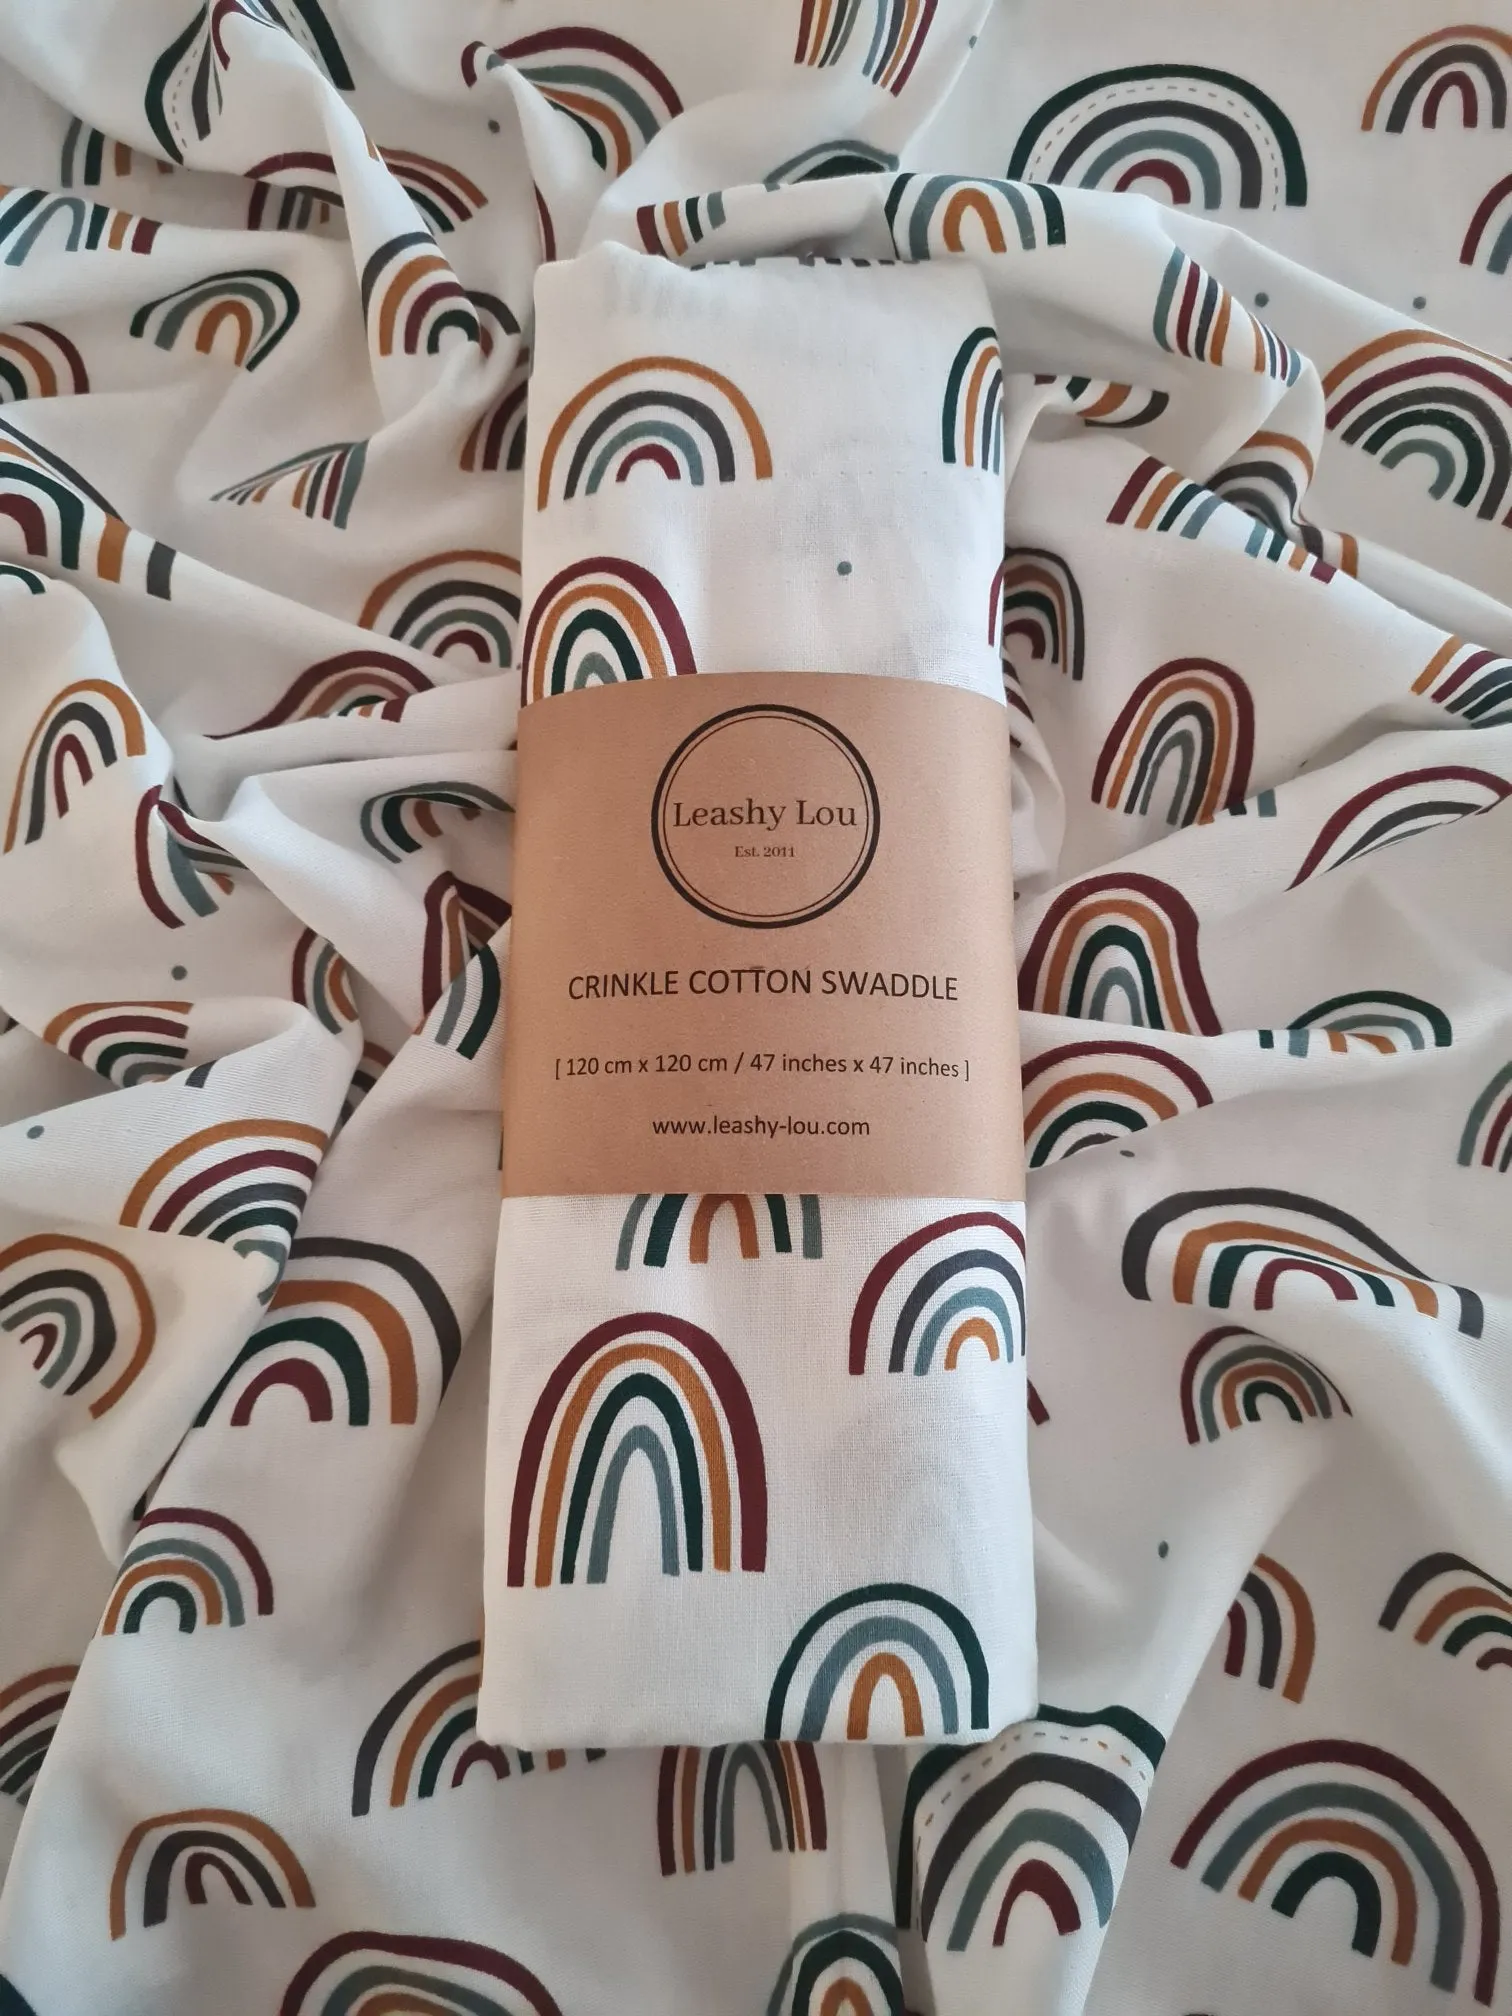 Leashy Lou
Est. 2011
CRINKLE COTTON SWADDLE
[ 120 cm x 120 cm / 47 inches x 47 inches ]
www.leashy-lou.com